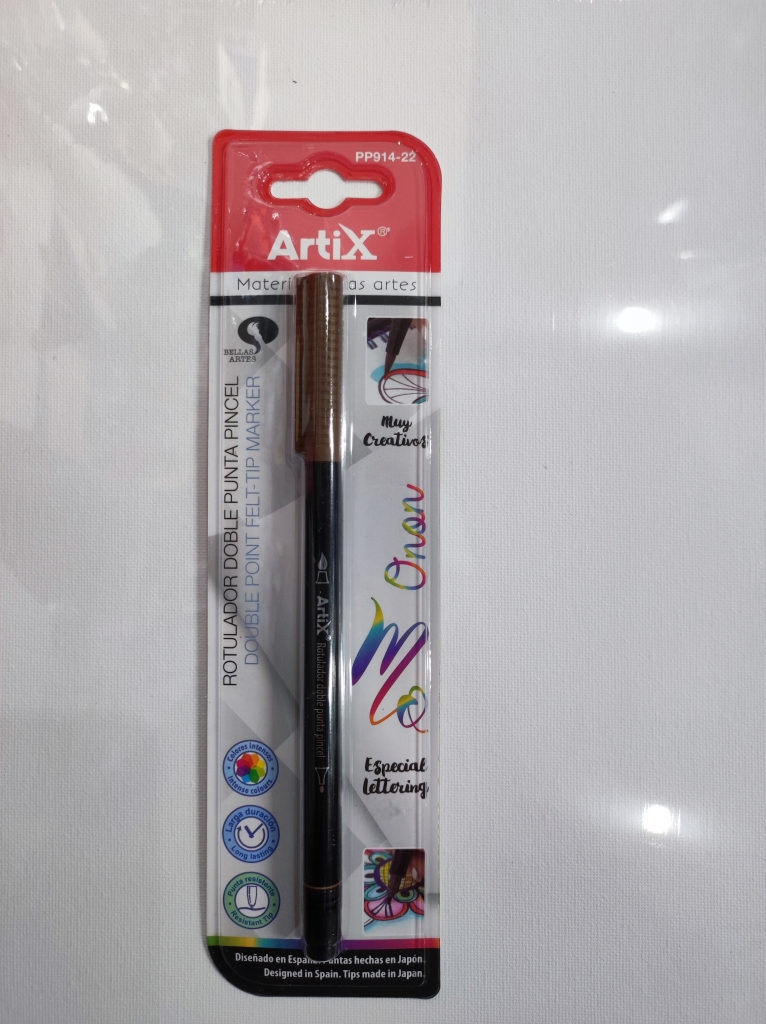 PP914-22
ArtiX®
Materi as artes
BELLAS
ARTES
ROTULADOR DOBLE PUNTA PINCEL
DOUBLE POINT FELT-TIP MARKER
Muy
Creativos
ArtiX Rotulador doble punta pincel
Especial
lettering
Colores intensos
Intense colours
Larga duración
Long lasting
Punta resistente
Resistant Tip
Diseñado en España. Puntas hechas en Japón.
Designed in Spain. Tips made in Japan.